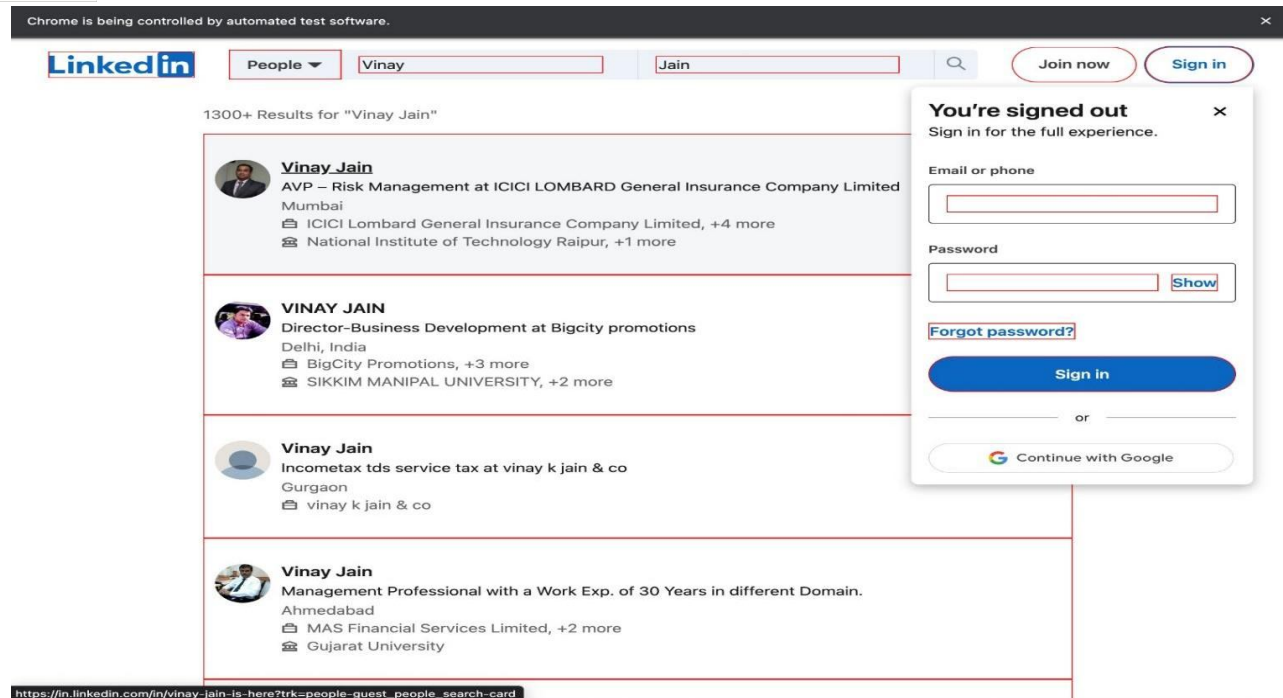 Chrome is being controlled by automated test software.
LinkedIn People Vinay Jain Join now Sign in
1300+ Results for "Vinay Jain"
Vinay Jain
AVP – Risk Management at ICICI LOMBARD General Insurance Company Limited
Mumbai
ICICI Lombard General Insurance Company Limited, +4 more
National Institute of Technology Raipur, +1 more
VINAY JAIN
Director-Business Development at Bigcity promotions
Delhi, India
BigCity Promotions, +3 more
SIKKIM MANIPAL UNIVERSITY, +2 more
Vinay Jain
Incometax tds service tax at vinay k jain & co
Gurgaon
vinay k jain & co
Vinay Jain
Management Professional with a Work Exp. of 30 Years in different Domain.
Ahmedabad
MAS Financial Services Limited, +2 more
Gujarat University
You're signed out
Sign in for the full experience.
Email or phone
Password
Show
Forgot password?
Sign in
or
Continue with Google
https://in.linkedin.com/in/vinay-jain-is-here?trk=people-guest_people_search-card